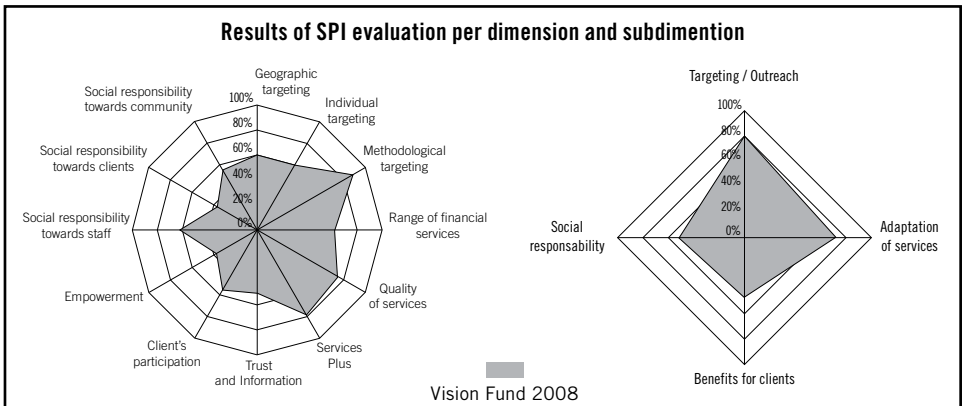 Results of SPI evaluation per dimension and subdimention
Geographic
targeting
Individual
targeting
Methodological
targeting
Range of financial
services
Quality
of services
Services
Plus
Trust
and Information
Client's
participation
Empowerment
Social responsibility
towards staff
Social responsibility
towards clients
Social responsibility
towards community
100%
80%
60%
40%
20%
0%
Targeting / Outreach
100%
80%
60%
40%
20%
0%
Adaptation
of services
Benefits for clients
Social
responsability
Vision Fund 2008